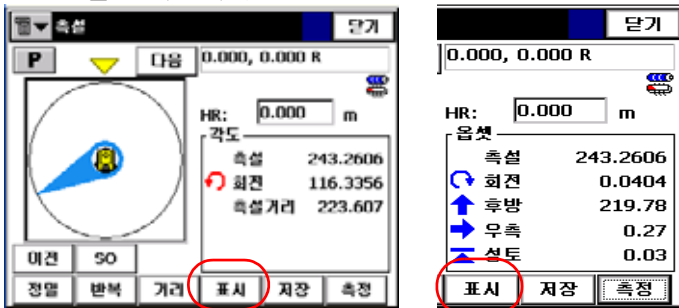 측설
닫기
P
다음
0.000, 0.000 R
HR: 0.000 m
각도
측설 243.2606
회전 116.3356
측설거리 223.607
이전
SO
정밀
반복
거리
표시
저장
측정
닫기
0.000, 0.000 R
HR: 0.000 m
옵셋
측설 243.2606
회전 0.0404
후방 219.78
우측 0.27
성토 0.03
표시
저장
측정